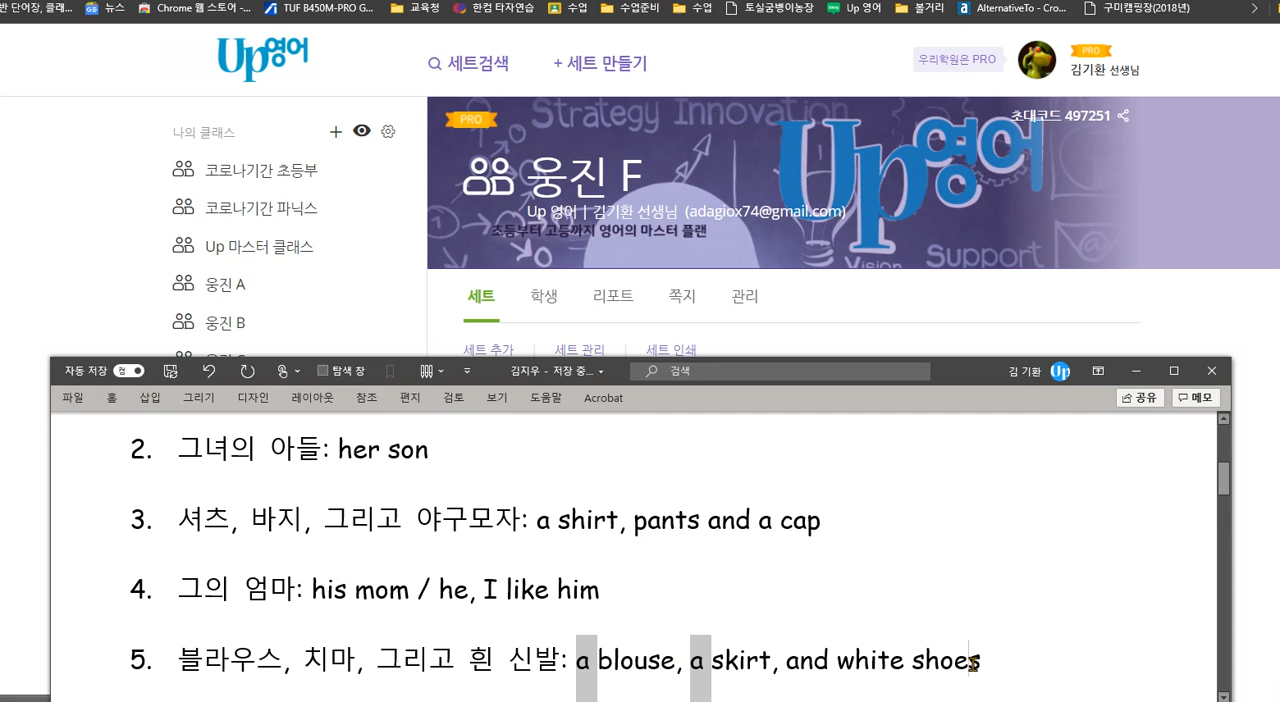 반 단어장, 클래... 뉴스 Chrome 웹 스토어 -... TUF B450M-PRO G... 교육청 한컴 타자연습 수업 수업준비 수업 토실굼벵이농장 Up 영어 볼거리 AlternativeTo - Cro... 구미캠핑장(2018년)
Up영어 세트검색 + 세트 만들기 우리학원은 PRO PRO
김기환 선생님
나의 클래스
코로나기간 초등부
코로나기간 파닉스
Up 마스터 클래스
웅진 A
웅진 B
PRO Strategy Innovation 초대코드 497251
웅진 F Up영어
Up 영어 | 김기환 선생님 (adagiox74@gmail.com)
초등부터 고등까지 영어의 마스터 플랜
Vision Support
세트 학생 리포트 쪽지 관리
세트 추가 세트 관리 세트 인쇄
자동 저장 탐색 창 김지우 - 저장 중... 검색 김 기환 Up
파일 홈 삽입 그리기 디자인 레이아웃 참조 편지 검토 보기 도움말 Acrobat 공유 메모
2. 그녀의 아들: her son
3. 셔츠, 바지, 그리고 야구모자: a shirt, pants and a cap
4. 그의 엄마: his mom / he, I like him
5. 블라우스, 치마, 그리고 흰 신발: a blouse, a skirt, and white shoes